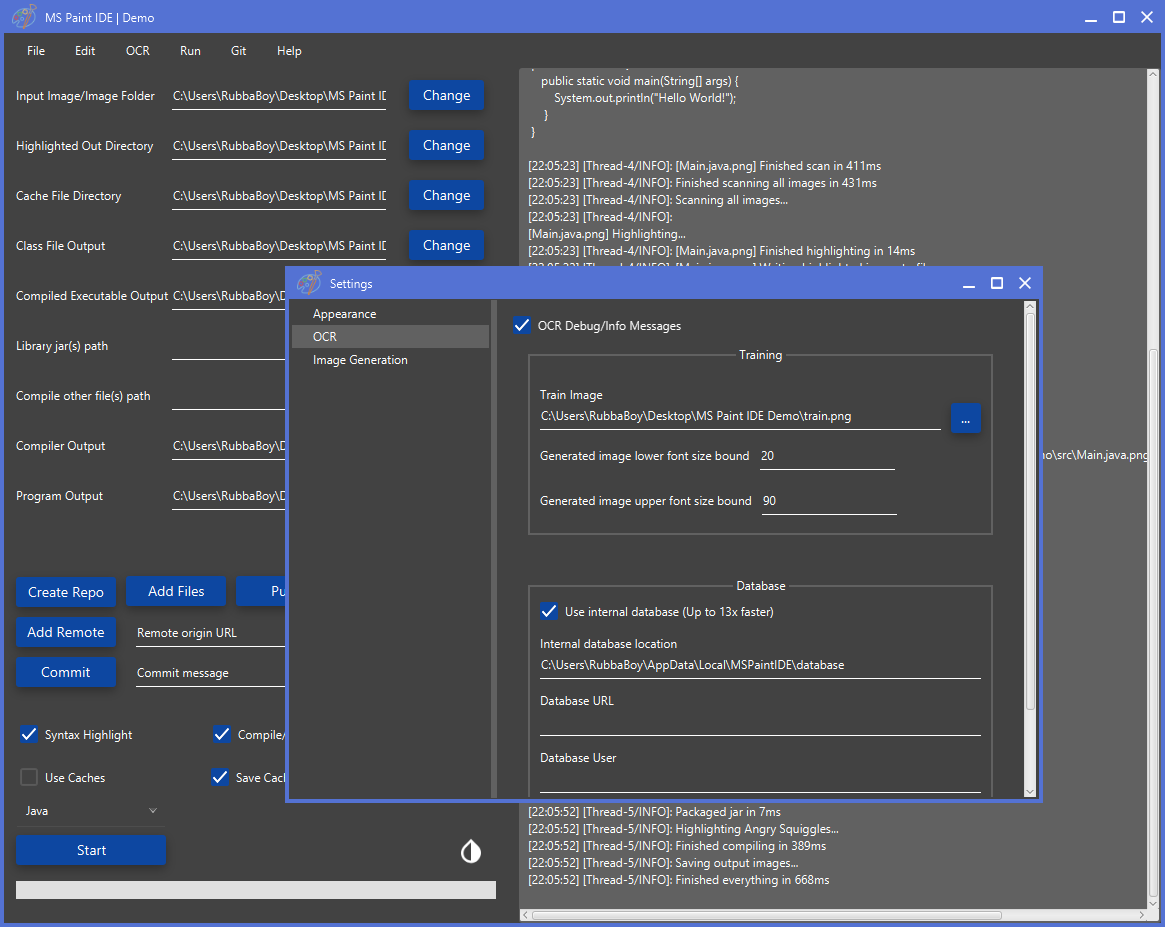 MS Paint IDE | Demo
File Edit OCR Run Git Help
Input Image/Image Folder C:\Users\RubbaBoy\Desktop\MS Paint ID Change
Highlighted Out Directory C:\Users\RubbaBoy\Desktop\MS Paint ID Change
Cache File Directory C:\Users\RubbaBoy\Desktop\MS Paint ID Change
Class File Output C:\Users\RubbaBoy\Desktop\MS Paint ID Change
Compiled Executable Output C:\Users\RubbaBoy\D
Library jar(s) path
Compile other file(s) path
Compiler Output C:\Users\RubbaBoy\D
Program Output C:\Users\RubbaBoy\D
Create Repo Add Files Pu
Add Remote Remote origin URL
Commit Commit message
Syntax Highlight Compile/
Use Caches Save Cac
Java
Start
public static void main(String[] args) {
System.out.println("Hello World!");
}
}
[22:05:23] [Thread-4/INFO]: [Main.java.png] Finished scan in 411ms
[22:05:23] [Thread-4/INFO]: Finished scanning all images in 431ms
[22:05:23] [Thread-4/INFO]: Scanning all images...
[22:05:23] [Thread-4/INFO]:
[Main.java.png] Highlighting...
[22:05:23] [Thread-4/INFO]: [Main.java.png] Finished highlighting in 14ms
no\src\Main.java.png
Settings
Appearance
OCR
Image Generation
OCR Debug/Info Messages
Training
Train Image
C:\Users\RubbaBoy\Desktop\MS Paint IDE Demo\train.png ...
Generated image lower font size bound 20
Generated image upper font size bound 90
Database
Use internal database (Up to 13x faster)
Internal database location
C:\Users\RubbaBoy\AppData\Local\MSPaintIDE\database
Database URL
Database User
[22:05:52] [Thread-5/INFO]: Packaged jar in 7ms
[22:05:52] [Thread-5/INFO]: Highlighting Angry Squiggles...
[22:05:52] [Thread-5/INFO]: Finished compiling in 389ms
[22:05:52] [Thread-5/INFO]: Saving output images...
[22:05:52] [Thread-5/INFO]: Finished everything in 668ms